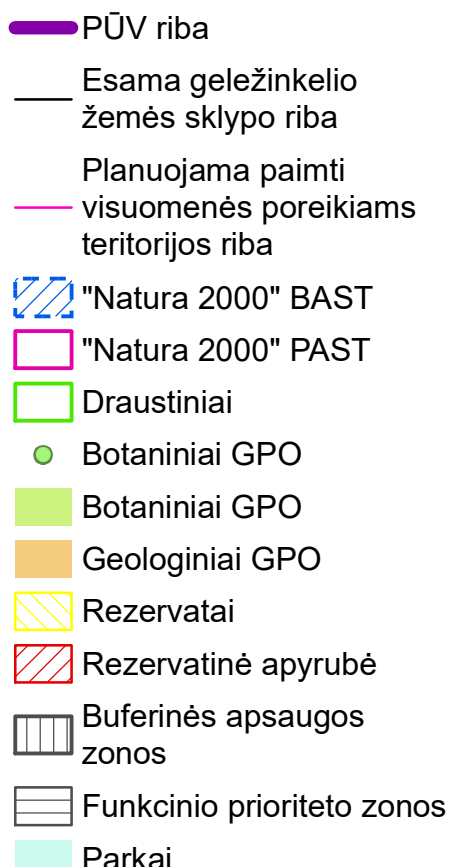 PŪV riba
Esama geležinkelio
žemės sklypo riba
Planuojama paimti
visuomenės poreikiams
teritorijos riba
"Natura 2000" BAST
"Natura 2000" PAST
Draustiniai
Botaniniai GPO
Botaniniai GPO
Geologiniai GPO
Rezervatai
Rezervatinė apyrubė
Buferinės apsaugos
zonos
Funkcinio prioriteto zonos
Parkai